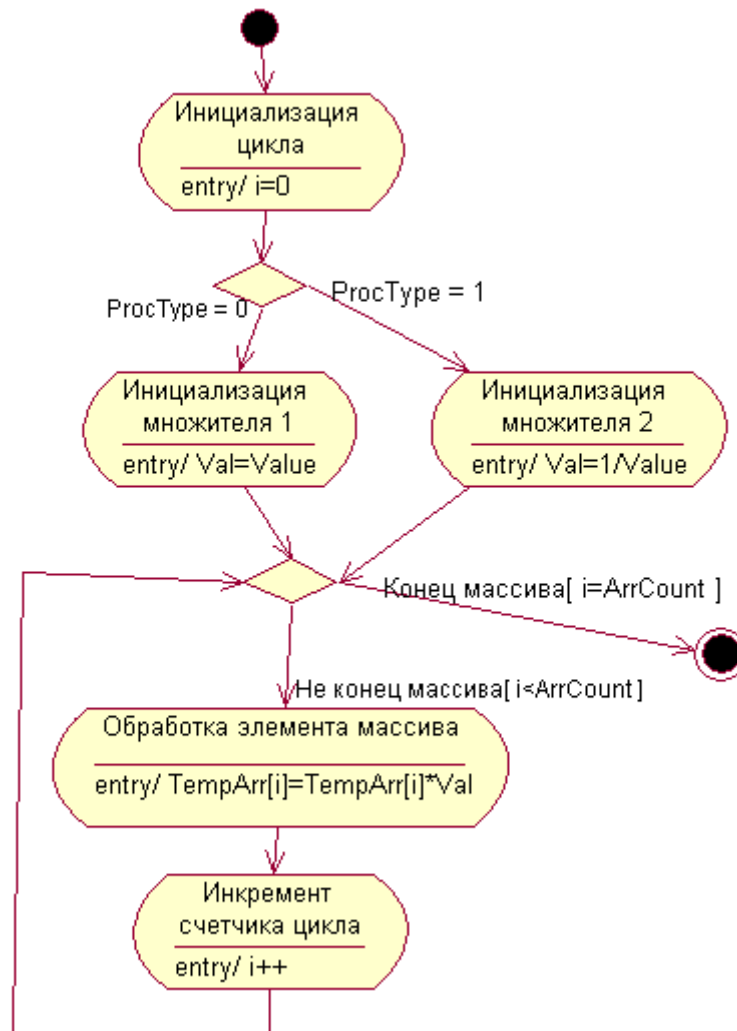 Инициализация
цикла
entry/ i=0
ProcType = 0
ProcType = 1
Инициализация
множителя 1
entry/ Val=Value
Инициализация
множителя 2
entry/ Val=1/Value
Конец массива[ i=ArrCount ]
Не конец массива[ i<ArrCount ]
Обработка элемента массива
entry/ TempArr[i]=TempArr[i]*Val
Инкремент
счетчика цикла
entry/ i++